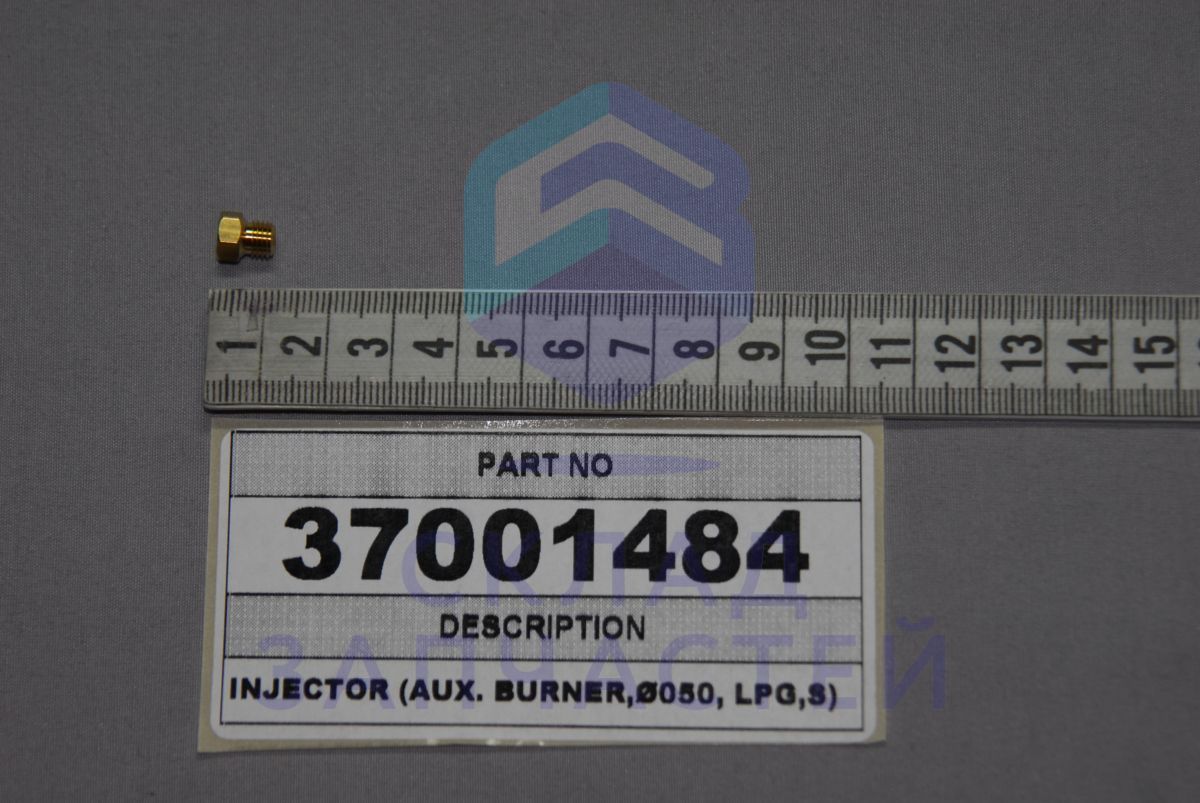 1 2 3 4 5 6 7 8 9 10 11 12 13 14 15
PART NO
37001484
DESCRIPTION
INJECTOR (AUX. BURNER,Ø050, LPG,S)
СКЛАД
ЗАПЧАСТЕЙ